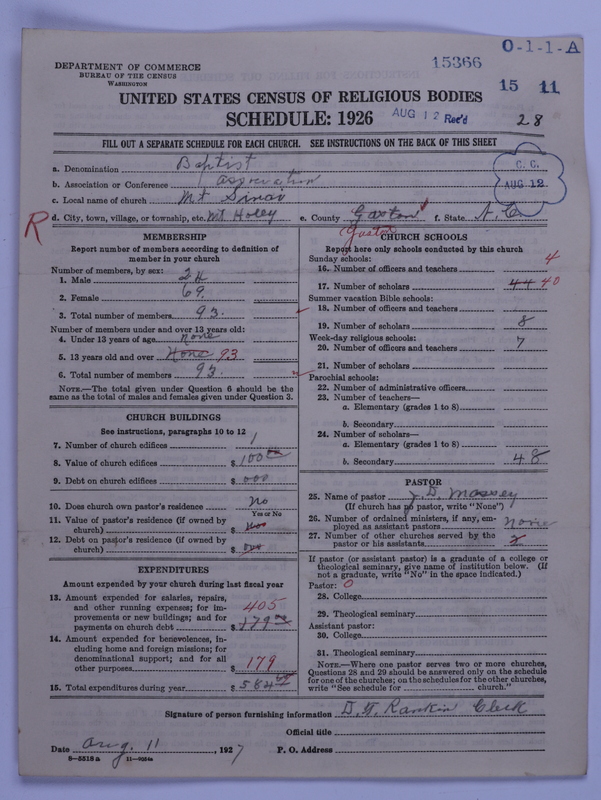 DEPARTMENT OF COMMERCE
BUREAU OF THE CENSUS
WASHINGTON
15366
O-1-1-A
15 11
UNITED STATES CENSUS OF RELIGIOUS BODIES
SCHEDULE: 1926
AUG 12 Rec'd
28
FILL OUT A SEPARATE SCHEDULE FOR EACH CHURCH. SEE INSTRUCTIONS ON THE BACK OF THIS SHEET
C. C.
AUG 12
a. Denomination Baptist
b. Association or Conference association
c. Local name of church Mt Sinai
R
d. City, town, village, or township, etc. Mt Holly e. County Gaxton f. State N. C.
Gaston
MEMBERSHIP
Report number of members according to definition of
member in your church
Number of members, by sex:
1. Male 24
2. Female 69.
3. Total number of members 93.
Number of members under and over 13 years old:
4. Under 13 years of age none
5. 13 years old and over None 93
6. Total number of members 93.
NOTE.—The total given under Question 6 should be the
same as the total of males and females given under Question 3.
CHURCH BUILDINGS
See instructions, paragraphs 10 to 12
7. Number of church edifices 1
8. Value of church edifices $ 100
9. Debt on church edifices $ 000
10. Does church own pastor's residence no
Yes or No
11. Value of pastor's residence (if owned by
church) $
12. Debt on pastor's residence (if owned by
church) $
EXPENDITURES
Amount expended by your church during last fiscal year
13. Amount expended for salaries, repairs,
and other running expenses; for im-
provements or new buildings; and for
payments on church debt $ 179
405
14. Amount expended for benevolences, in-
cluding home and foreign missions; for
denominational support; and for all
other purposes $ 179
15. Total expenditures during year $ 584
CHURCH SCHOOLS
Report here only schools conducted by this church
Sunday schools:
16. Number of officers and teachers 4
17. Number of scholars 44 40
Summer vacation Bible schools:
18. Number of officers and teachers
19. Number of scholars 8
Week-day religious schools:
20. Number of officers and teachers 7
21. Number of scholars
Parochial schools:
22. Number of administrative officers
23. Number of teachers—
a. Elementary (grades 1 to 8)
b. Secondary
24. Number of scholars—
a. Elementary (grades 1 to 8)
b. Secondary 48
PASTOR
25. Name of pastor J. D. Massey
(If church has no pastor, write "None")
26. Number of ordained ministers, if any, em-
ployed as assistant pastors none
27. Number of other churches served by the
pastor or his assistants 2
If pastor (or assistant pastor) is a graduate of a college or
theological seminary, give name of institution below. (If
not a graduate, write "No" in the space indicated.)
Pastor: 0
28. College
29. Theological seminary
Assistant pastor:
30. College
31. Theological seminary
NOTE.—Where one pastor serves two or more churches,
Questions 28 and 29 should be answered only on the schedule
for one of the churches; on the schedules for the other churches,
write "See schedule for church."
Signature of person furnishing information D. F. Rankin Clerk
Official title
Date Aug. 11, 1927 P. O. Address
8-5518a 11-9054a